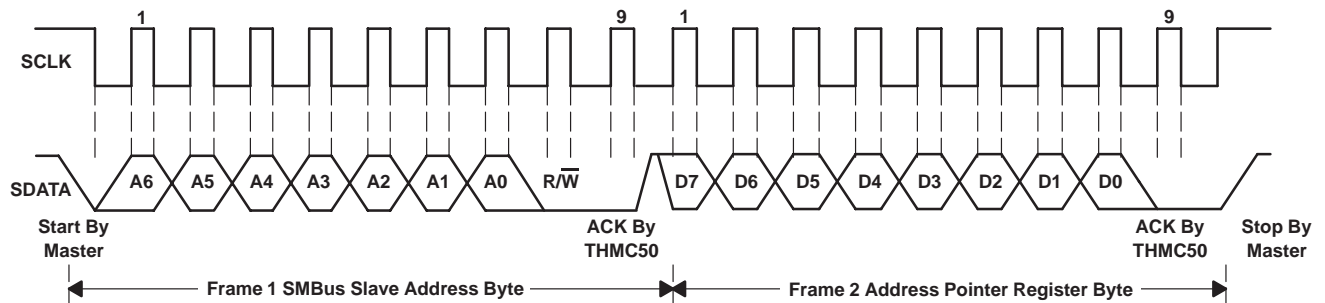 1 9 1 9
SCLK
SDATA
A6 A5 A4 A3 A2 A1 A0 R/W̅ D7 D6 D5 D4 D3 D2 D1 D0
Start By
Master
ACK By
THMC50
ACK By
THMC50
Stop By
Master
Frame 1 SMBus Slave Address Byte
Frame 2 Address Pointer Register Byte